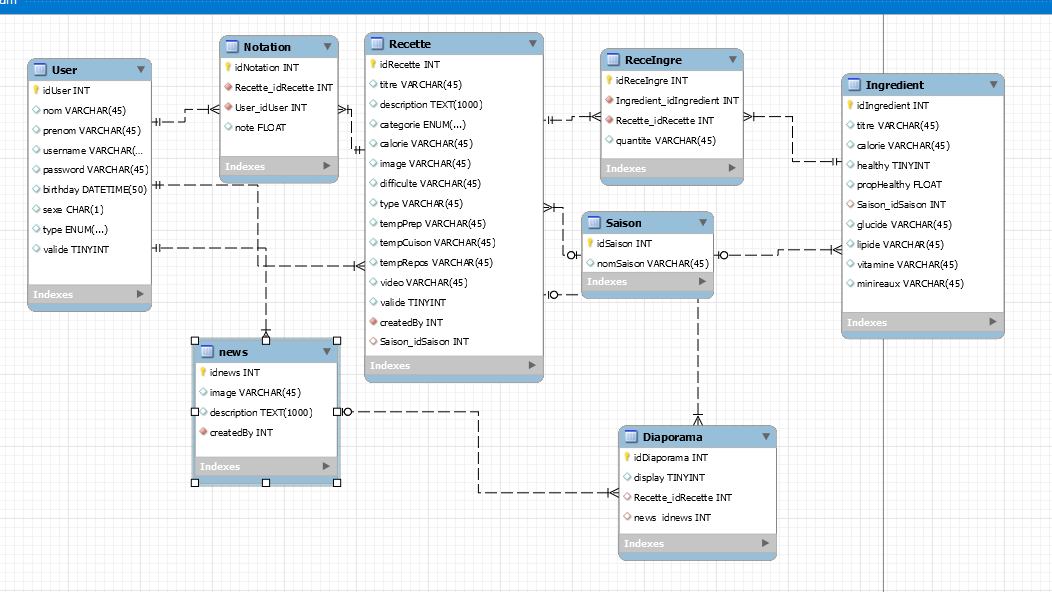 User
idUser INT
nom VARCHAR(45)
prenom VARCHAR(45)
username VARCHAR(...
password VARCHAR(45)
birthday DATETIME(50)
sexe CHAR(1)
type ENUM(...)
valide TINYINT
Indexes
Notation
idNotation INT
Recette_idRecette INT
User_idUser INT
note FLOAT
Indexes
Recette
idRecette INT
titre VARCHAR(45)
description TEXT(1000)
categorie ENUM(...)
calorie VARCHAR(45)
image VARCHAR(45)
difficulte VARCHAR(45)
type VARCHAR(45)
tempPrep VARCHAR(45)
tempCuison VARCHAR(45)
tempRepos VARCHAR(45)
video VARCHAR(45)
valide TINYINT
createdBy INT
Saison_idSaison INT
Indexes
ReceIngre
idReceIngre INT
Ingredient_idIngredient INT
Recette_idRecette INT
quantite VARCHAR(45)
Indexes
Ingredient
idIngredient INT
titre VARCHAR(45)
calorie VARCHAR(45)
healthy TINYINT
propHealthy FLOAT
Saison_idSaison INT
glucide VARCHAR(45)
lipide VARCHAR(45)
vitamine VARCHAR(45)
minireaux VARCHAR(45)
Indexes
Saison
idSaison INT
nomSaison VARCHAR(45)
Indexes
news
idnews INT
image VARCHAR(45)
description TEXT(1000)
createdBy INT
Indexes
Diaporama
idDiaporama INT
display TINYINT
Recette_idRecette INT
news_idnews INT
Indexes